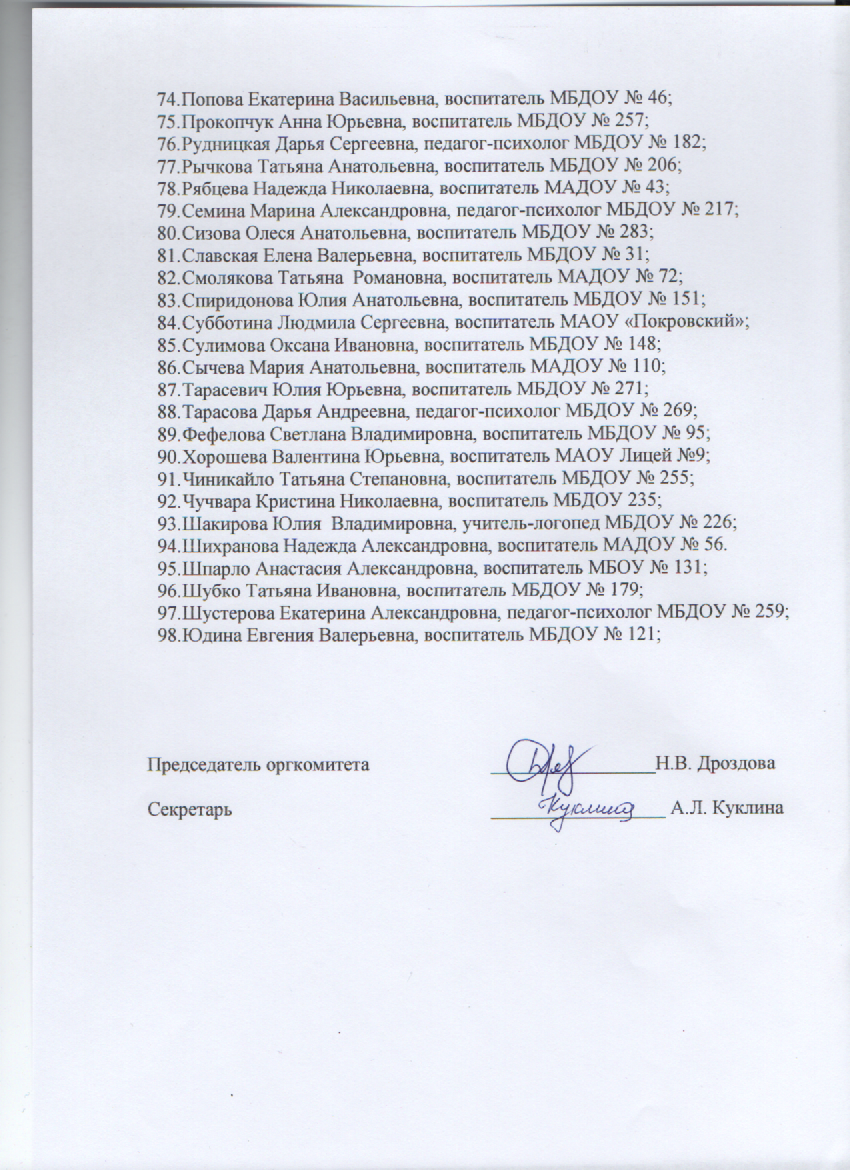 74.Попова Екатерина Васильевна, воспитатель МБДОУ № 46;
75.Прокопчук Анна Юрьевна, воспитатель МБДОУ № 257;
76.Рудницкая Дарья Сергеевна, педагог-психолог МБДОУ № 182;
77.Рычкова Татьяна Анатольевна, воспитатель МБДОУ № 206;
78.Рябцева Надежда Николаевна, воспитатель МАДОУ № 43;
79.Семина Марина Александровна, педагог-психолог МБДОУ № 217;
80.Сизова Олеся Анатольевна, воспитатель МБДОУ № 283;
81.Славская Елена Валерьевна, воспитатель МБДОУ № 31;
82.Смолякова Татьяна  Романовна, воспитатель МАДОУ № 72;
83.Спиридонова Юлия Анатольевна, воспитатель МБДОУ № 151;
84.Субботина Людмила Сергеевна, воспитатель МАОУ «Покровский»;
85.Сулимова Оксана Ивановна, воспитатель МБДОУ № 148;
86.Сычева Мария Анатольевна, воспитатель МАДОУ № 110;
87.Тарасевич Юлия Юрьевна, воспитатель МБДОУ № 271;
88.Тарасова Дарья Андреевна, педагог-психолог МБДОУ № 269;
89.Фефелова Светлана Владимировна, воспитатель МБДОУ № 95;
90.Хорошева Валентина Юрьевна, воспитатель МАОУ Лицей №9;
91.Чиникайло Татьяна Степановна, воспитатель МБДОУ № 255;
92.Чучвара Кристина Николаевна, воспитатель МБДОУ 235;
93.Шакирова Юлия  Владимировна, учитель-логопед МБДОУ № 226;
94.Шихранова Надежда Александровна, воспитатель МАДОУ № 56.
95.Шпарло Анастасия Александровна, воспитатель МБОУ № 131;
96.Шубко Татьяна Ивановна, воспитатель МБДОУ № 179;
97.Шустерова Екатерина Александровна, педагог-психолог МБДОУ № 259;
98.Юдина Евгения Валерьевна, воспитатель МБДОУ № 121;
Председатель оргкомитета Н.В. Дроздова
Секретарь Куклина А.Л. Куклина